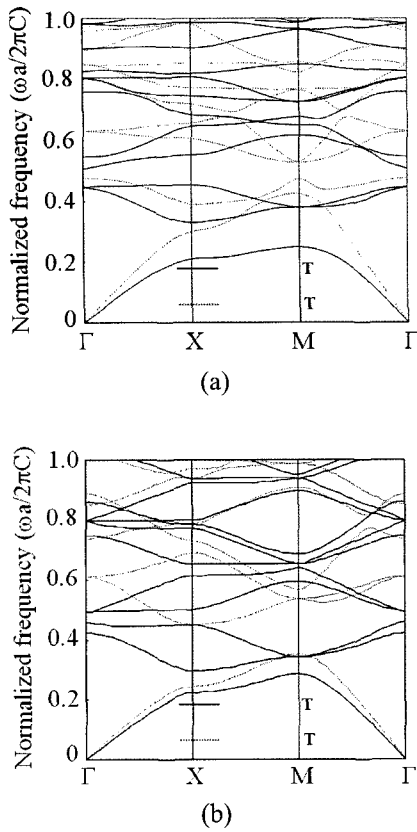 Normalized frequency (ωa/2πC)
1.0
0.8
0.6
0.4
0.2
0
T
T
Γ X M Γ
(a)
Normalized frequency (ωa/2πC)
1.0
0.8
0.6
0.4
0.2
0
T
T
Γ X M Γ
(b)